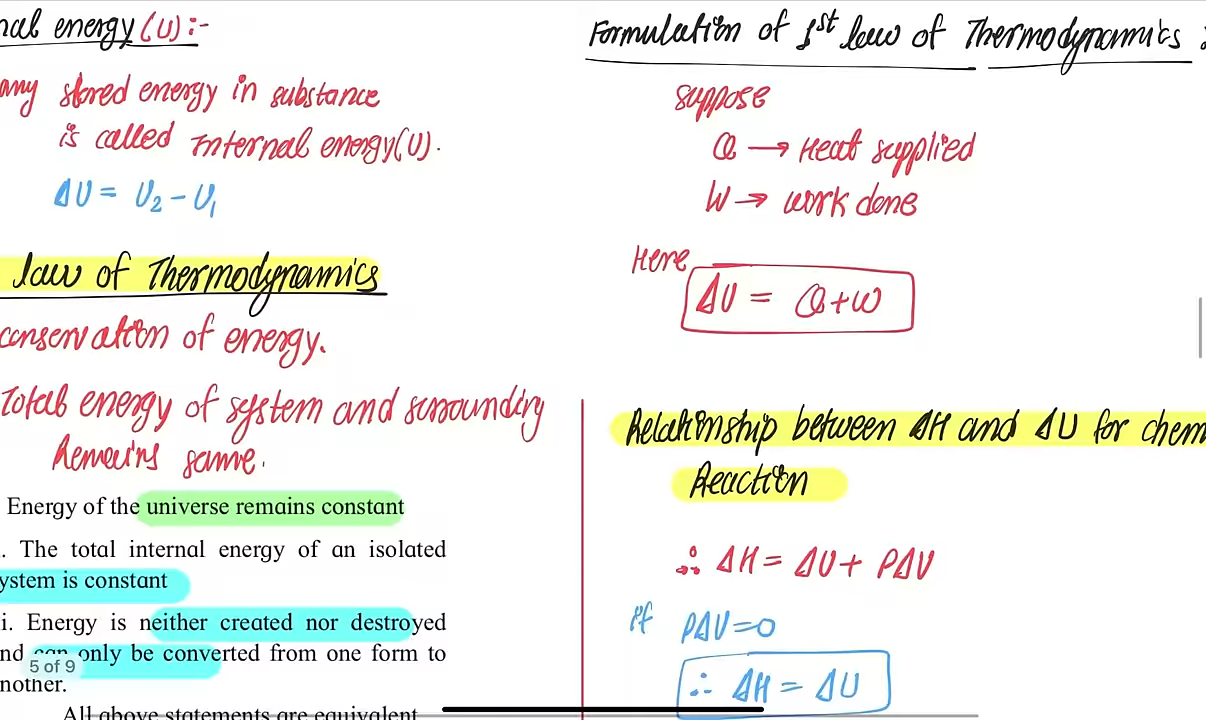 nal energy (U) :-
any stored energy in substance
is called Internal energy(U).
ΔU = U₂ - U₁
law of Thermodynamics
conservation of energy.
Total energy of system and surrounding
Remains same.
Energy of the universe remains constant
. The total internal energy of an isolated
ystem is constant
i. Energy is neither created nor destroyed
nd can only be converted from one form to
nother.
5 of 9
All above statements are equivalent
Formulation of 1st law of Thermodynamics :
suppose
Q → Heat supplied
W → work done
Here
ΔU = Q+W
Relationship between ΔH and ΔU for chem
Reaction
∴ ΔH = ΔU + PΔV
if PΔV=0
∴ ΔH = ΔU